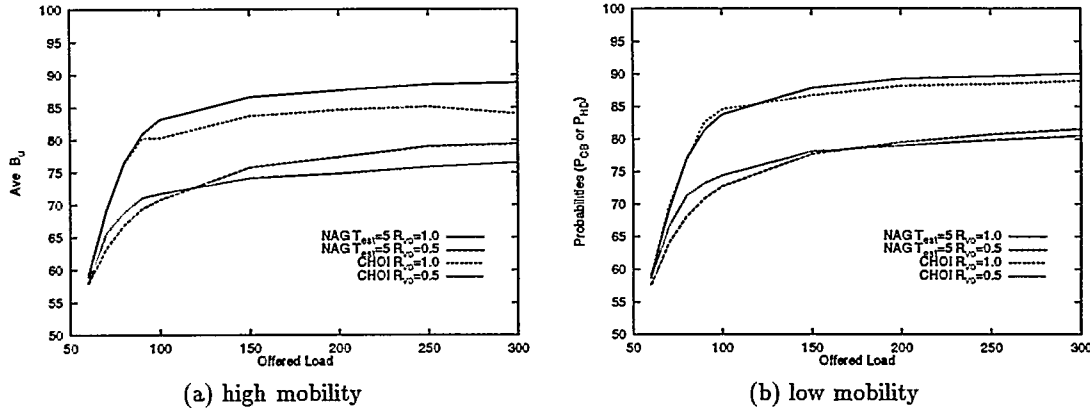 100
95
90
85
80
75
70
65
60
55
50
Ave B_u
NAG T_est=5 R_vo=1.0
NAG T_est=5 R_vo=0.5
CHOI R_vo=1.0
CHOI R_vo=0.5
50 100 150 200 250 300
Offered Load
(a) high mobility
100
95
90
85
80
75
70
65
60
55
50
Probabilities (P_CB or P_HD)
NAG T_est=5 R_vo=1.0
NAG T_est=5 R_vo=0.5
CHOI R_vo=1.0
CHOI R_vo=0.5
50 100 150 200 250 300
Offered Load
(b) low mobility